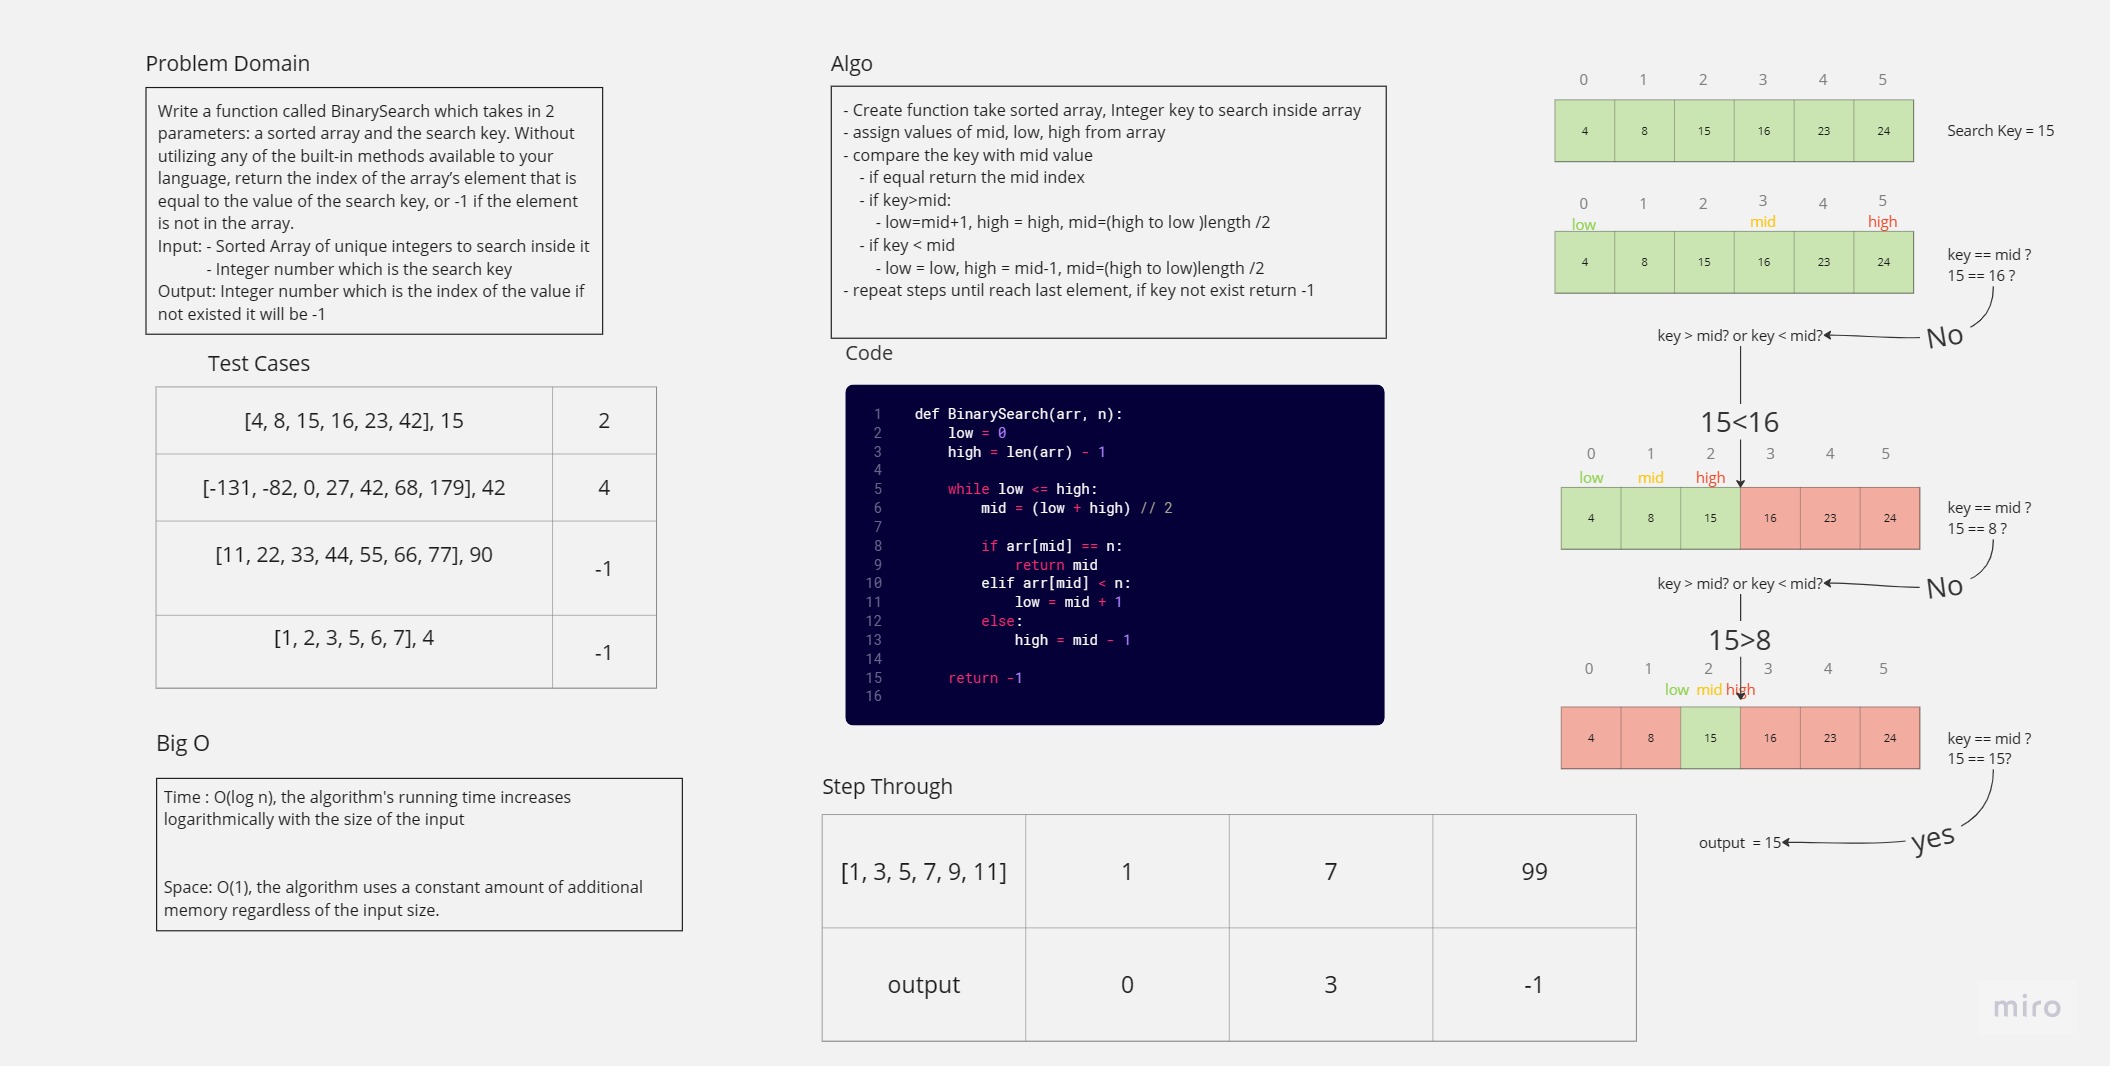 Problem Domain
Write a function called BinarySearch which takes in 2
parameters: a sorted array and the search key. Without
utilizing any of the built-in methods available to your
language, return the index of the array’s element that is
equal to the value of the search key, or -1 if the element
is not in the array.
Input: - Sorted Array of unique integers to search inside it
- Integer number which is the search key
Output: Integer number which is the index of the value if
not existed it will be -1
Test Cases
[4, 8, 15, 16, 23, 42], 15 2
[-131, -82, 0, 27, 42, 68, 179], 42 4
[11, 22, 33, 44, 55, 66, 77], 90 -1
[1, 2, 3, 5, 6, 7], 4 -1
Big O
Time : O(log n), the algorithm's running time increases
logarithmically with the size of the input
Space: O(1), the algorithm uses a constant amount of additional
memory regardless of the input size.
Algo
- Create function take sorted array, Integer key to search inside array
- assign values of mid, low, high from array
- compare the key with mid value
- if equal return the mid index
- if key>mid:
- low=mid+1, high = high, mid=(high to low )length /2
- if key < mid
- low = low, high = mid-1, mid=(high to low)length /2
- repeat steps until reach last element, if key not exist return -1
Code
1 def BinarySearch(arr, n):
2 low = 0
3 high = len(arr) - 1
4
5 while low <= high:
6 mid = (low + high) // 2
7
8 if arr[mid] == n:
9 return mid
10 elif arr[mid] < n:
11 low = mid + 1
12 else:
13 high = mid - 1
14
15 return -1
16
Step Through
[1, 3, 5, 7, 9, 11] 1 7 99
output 0 3 -1
0 1 2 3 4 5
4 8 15 16 23 24
Search Key = 15
0 1 2 3 4 5
low mid high
4 8 15 16 23 24
key == mid ?
15 == 16 ?
No
key > mid? or key < mid?
15<16
0 1 2 3 4 5
low mid high
4 8 15 16 23 24
key == mid ?
15 == 8 ?
No
key > mid? or key < mid?
15>8
0 1 2 3 4 5
low mid high
4 8 15 16 23 24
key == mid ?
15 == 15?
yes
output = 15
miro